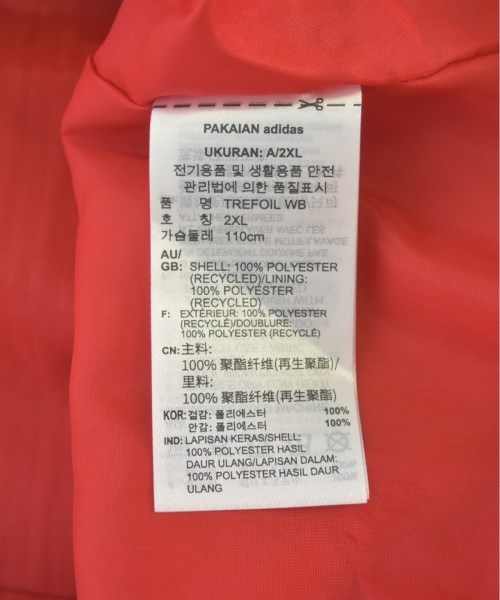 PAKAIAN adidas
UKURAN: A/2XL
전기용품 및 생활용품 안전
관리법에 의한 품질표시
품 명 TREFOIL WB
호 칭 2XL
가슴둘레 110cm
AU/
GB: SHELL: 100% POLYESTER
(RECYCLED)/LINING:
100% POLYESTER
(RECYCLED)
F: EXTÉRIEUR: 100% POLYESTER
(RECYCLÉ)/DOUBLURE:
100% POLYESTER (RECYCLÉ)
CN: 主料:
100% 聚酯纤维(再生聚酯)/
里料:
100% 聚酯纤维(再生聚酯)
KOR: 겉감: 폴리에스터 100%
안감: 폴리에스터 100%
IND: LAPISAN KERAS/SHELL:
100% POLYESTER HASIL
DAUR ULANG/LAPISAN DALAM:
100% POLYESTER HASIL DAUR
ULANG